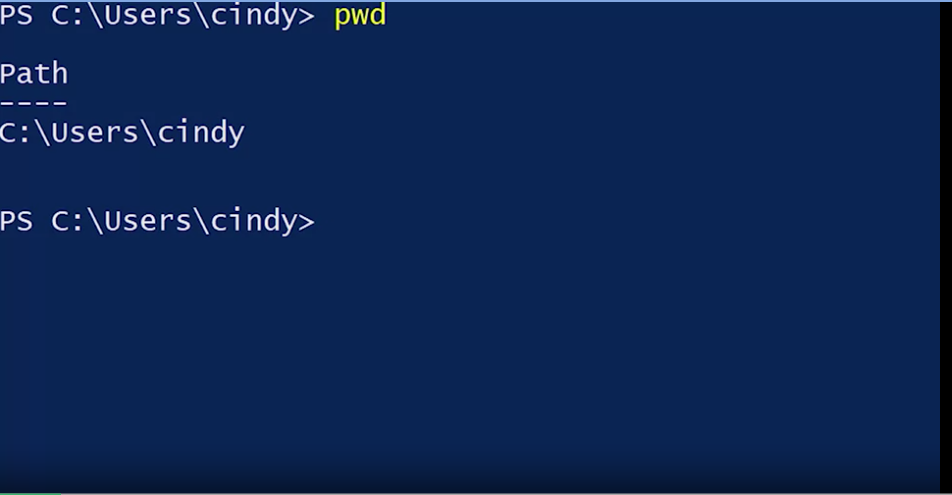 PS C:\Users\cindy> pwd
Path
----
C:\Users\cindy
PS C:\Users\cindy>